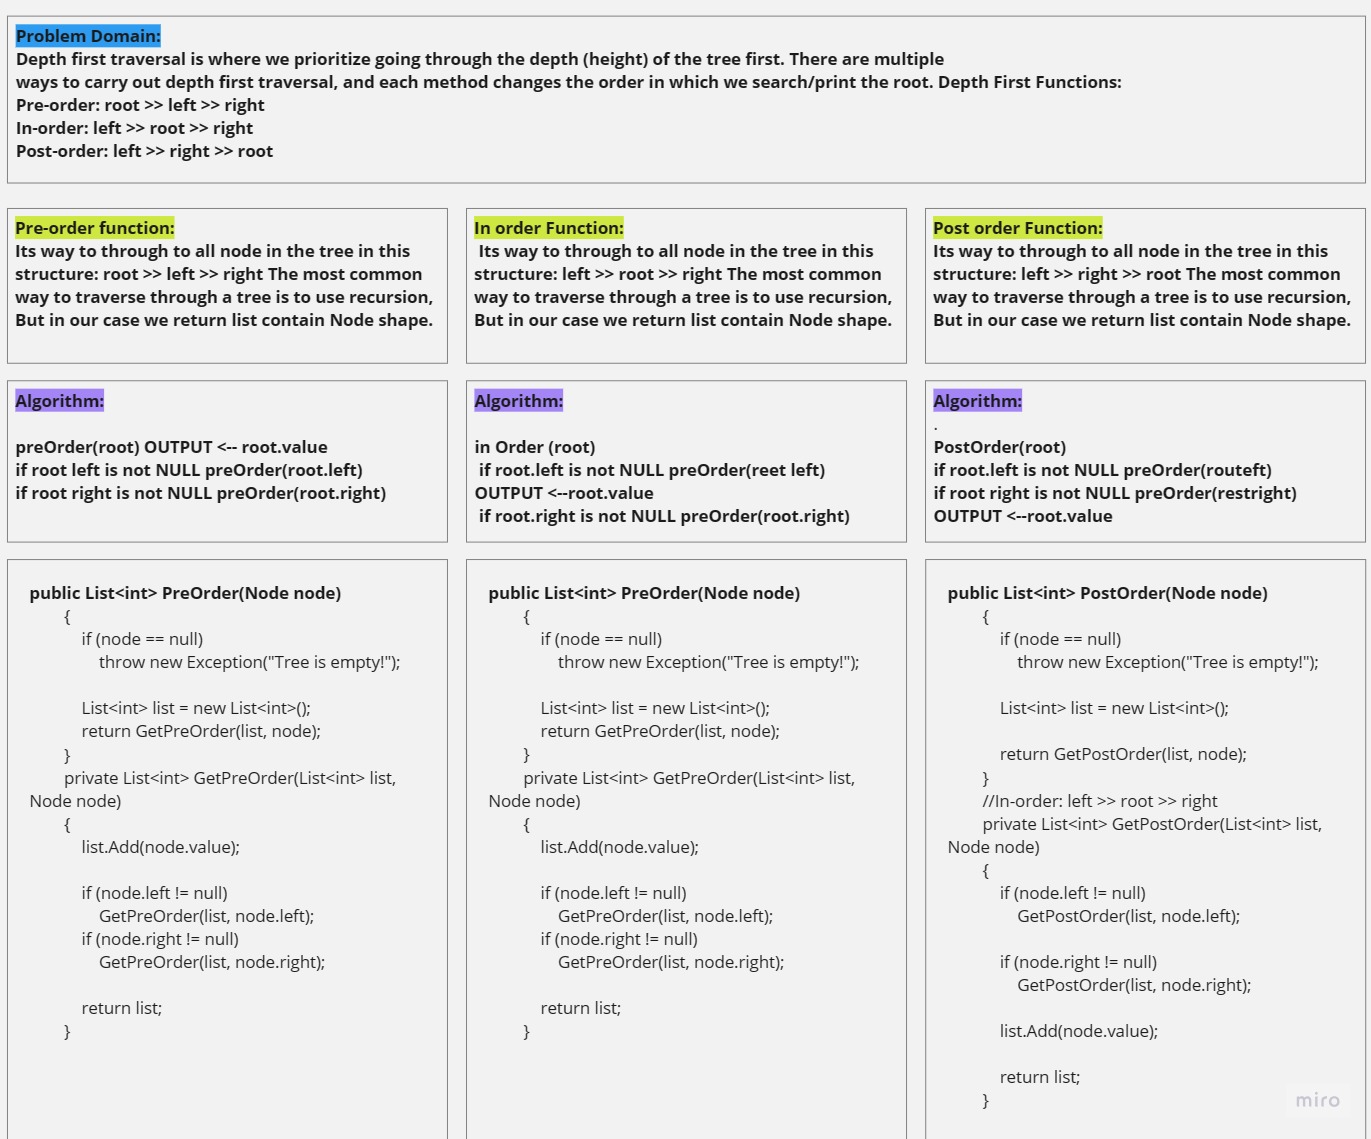 Problem Domain:
Depth first traversal is where we prioritize going through the depth (height) of the tree first. There are multiple
ways to carry out depth first traversal, and each method changes the order in which we search/print the root. Depth First Functions:
Pre-order: root >> left >> right
In-order: left >> root >> right
Post-order: left >> right >> root
Pre-order function:
Its way to through to all node in the tree in this
structure: root >> left >> right The most common
way to traverse through a tree is to use recursion,
But in our case we return list contain Node shape.
In order Function:
Its way to through to all node in the tree in this
structure: left >> root >> right The most common
way to traverse through a tree is to use recursion,
But in our case we return list contain Node shape.
Post order Function:
Its way to through to all node in the tree in this
structure: left >> right >> root The most common
way to traverse through a tree is to use recursion,
But in our case we return list contain Node shape.
Algorithm:
preOrder(root) OUTPUT <-- root.value
if root left is not NULL preOrder(root.left)
if root right is not NULL preOrder(root.right)
Algorithm:
in Order (root)
if root.left is not NULL preOrder(reet left)
OUTPUT <--root.value
if root.right is not NULL preOrder(root.right)
Algorithm:
.
PostOrder(root)
if root.left is not NULL preOrder(routeft)
if root right is not NULL preOrder(restright)
OUTPUT <--root.value
public List<int> PreOrder(Node node)
{
if (node == null)
throw new Exception("Tree is empty!");
List<int> list = new List<int>();
return GetPreOrder(list, node);
}
private List<int> GetPreOrder(List<int> list,
Node node)
{
list.Add(node.value);
if (node.left != null)
GetPreOrder(list, node.left);
if (node.right != null)
GetPreOrder(list, node.right);
return list;
}
public List<int> PreOrder(Node node)
{
if (node == null)
throw new Exception("Tree is empty!");
List<int> list = new List<int>();
return GetPreOrder(list, node);
}
private List<int> GetPreOrder(List<int> list,
Node node)
{
list.Add(node.value);
if (node.left != null)
GetPreOrder(list, node.left);
if (node.right != null)
GetPreOrder(list, node.right);
return list;
}
public List<int> PostOrder(Node node)
{
if (node == null)
throw new Exception("Tree is empty!");
List<int> list = new List<int>();
return GetPostOrder(list, node);
}
//In-order: left >> root >> right
private List<int> GetPostOrder(List<int> list,
Node node)
{
if (node.left != null)
GetPostOrder(list, node.left);
if (node.right != null)
GetPostOrder(list, node.right);
list.Add(node.value);
return list;
}
miro